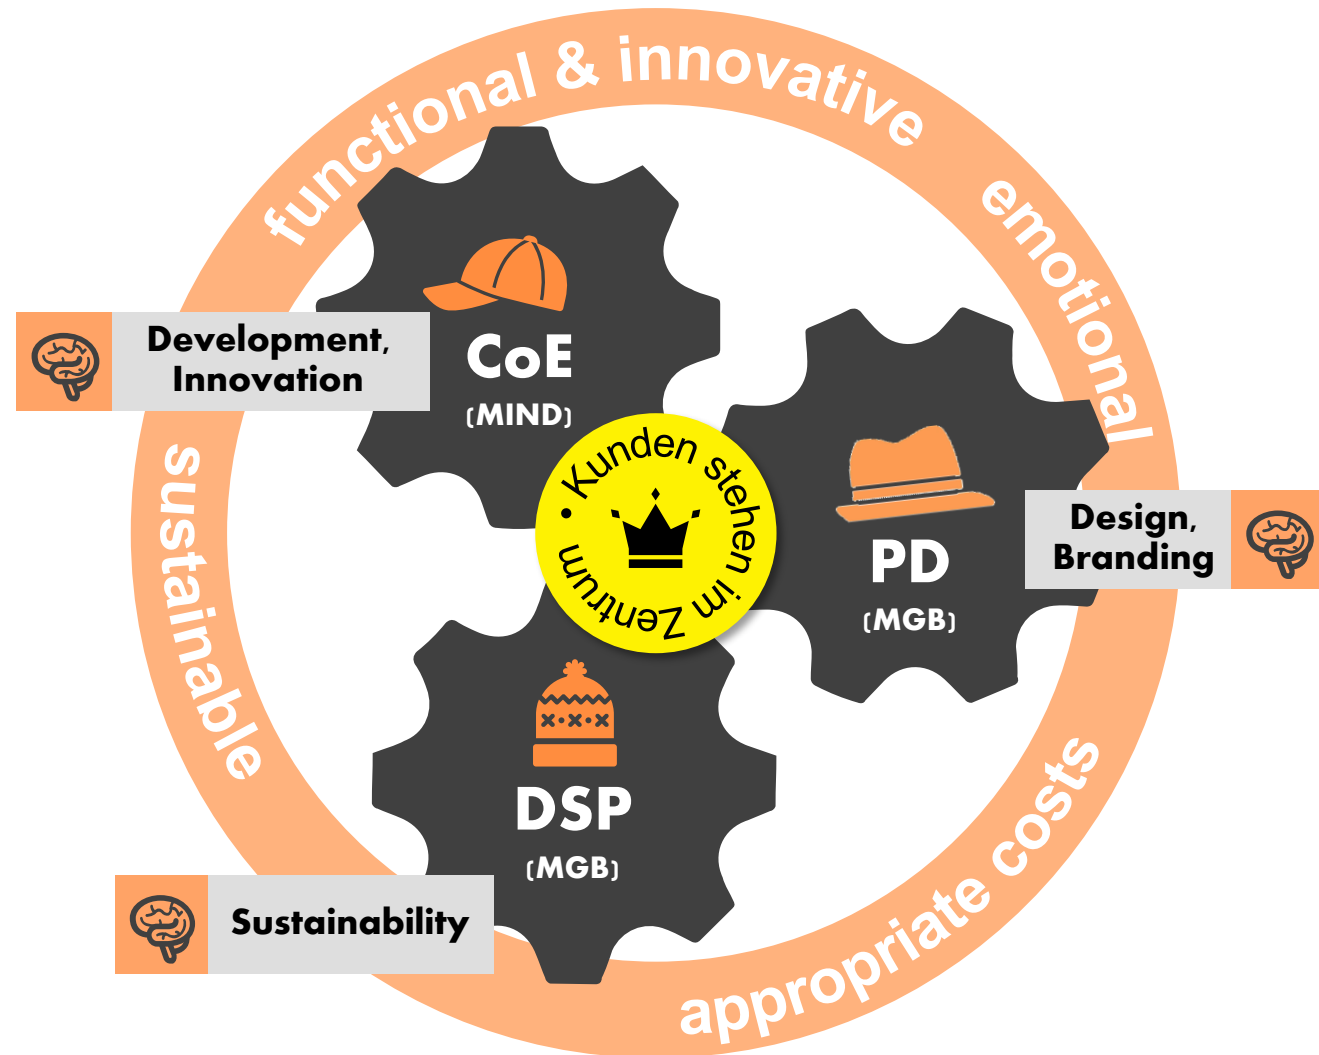 functional & innovative
emotional
Development,
Innovation
CoE
(MIND)
sustainable
• Kunden stehen im Zentrum
Design,
Branding
PD
(MGB)
DSP
(MGB)
Sustainability
appropriate costs